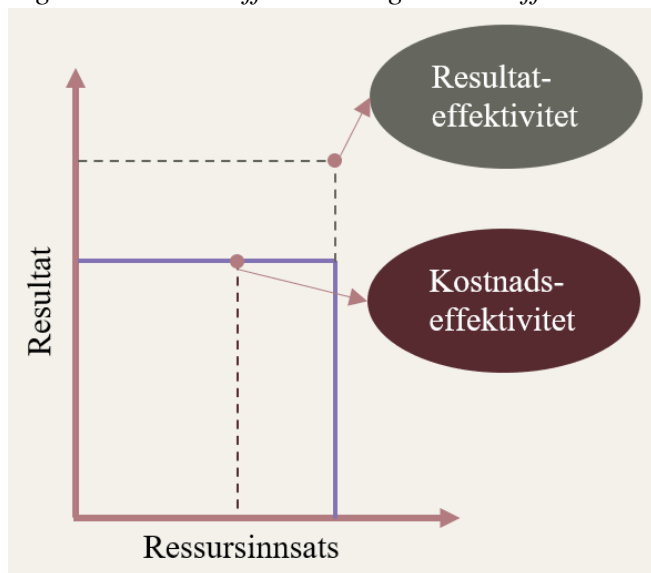 Resultat-
effektivitet
Kostnads-
effektivitet
Resultat
Ressursinnsats